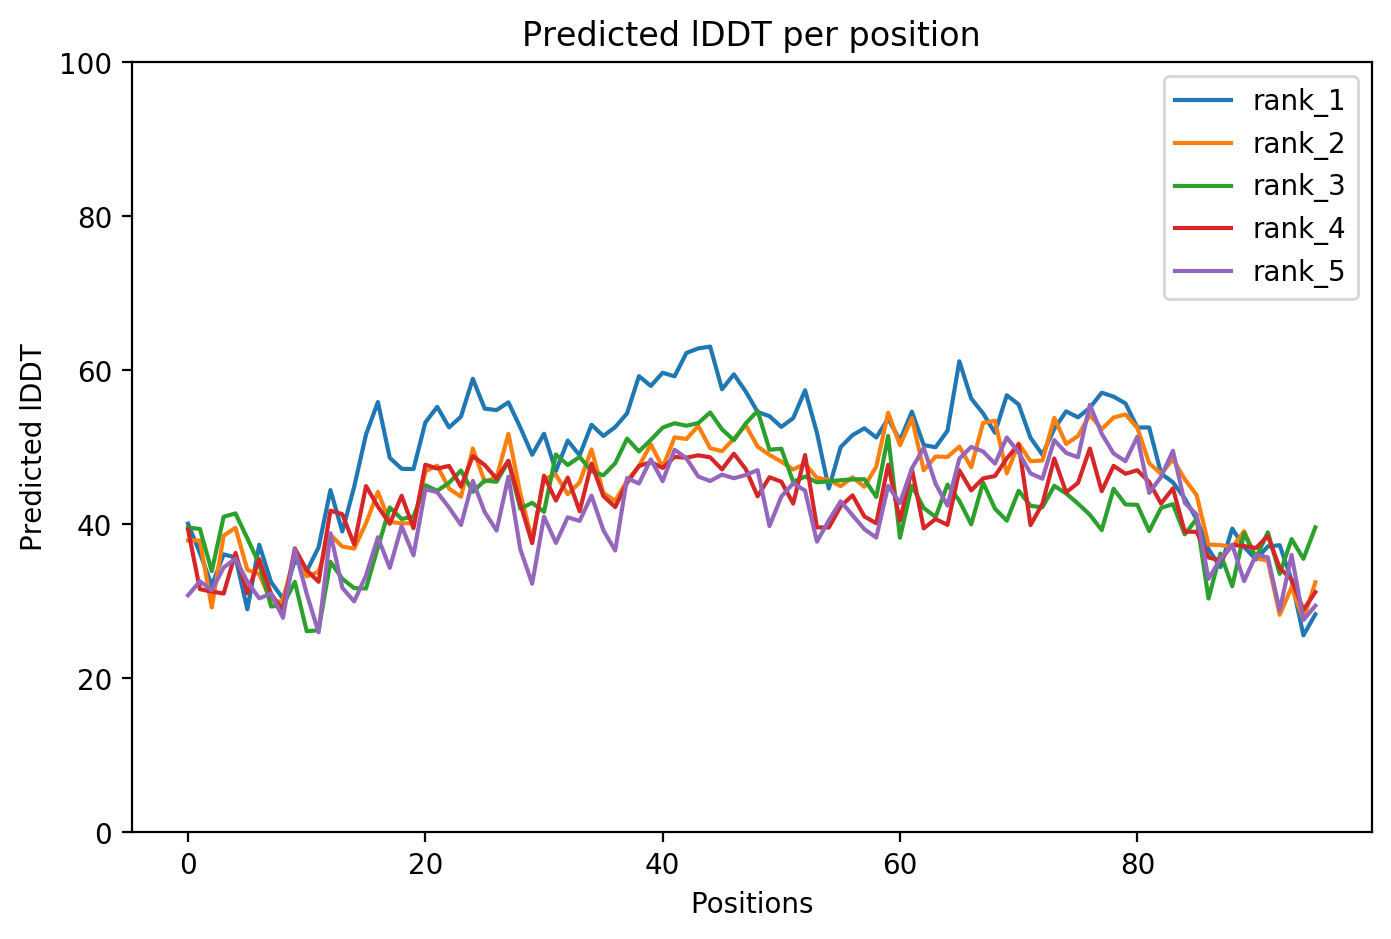 Predicted lDDT per position
100
80
60
40
20
0
Predicted lDDT
0 20 40 60 80
Positions
rank_1
rank_2
rank_3
rank_4
rank_5